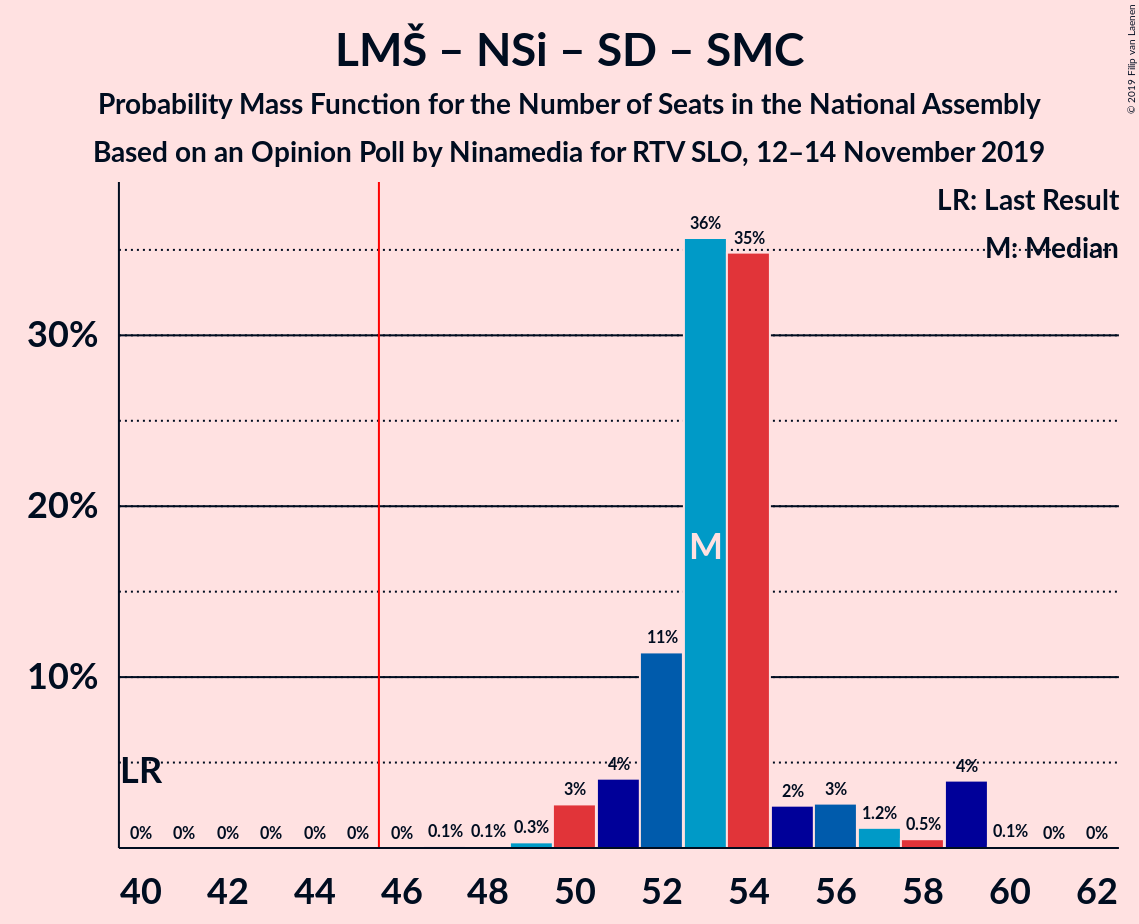 LMŠ – NSi – SD – SMC
Probability Mass Function for the Number of Seats in the National Assembly
Based on an Opinion Poll by Ninamedia for RTV SLO, 12–14 November 2019
© 2019 Filip van Laenen
LR: Last Result
M: Median
30%
20%
10%
LR
M
0% 0% 0% 0% 0% 0% 0% 0.1% 0.1% 0.3% 3% 4% 11% 36% 35% 2% 3% 1.2% 0.5% 4% 0.1% 0% 0%
40 42 44 46 48 50 52 54 56 58 60 62